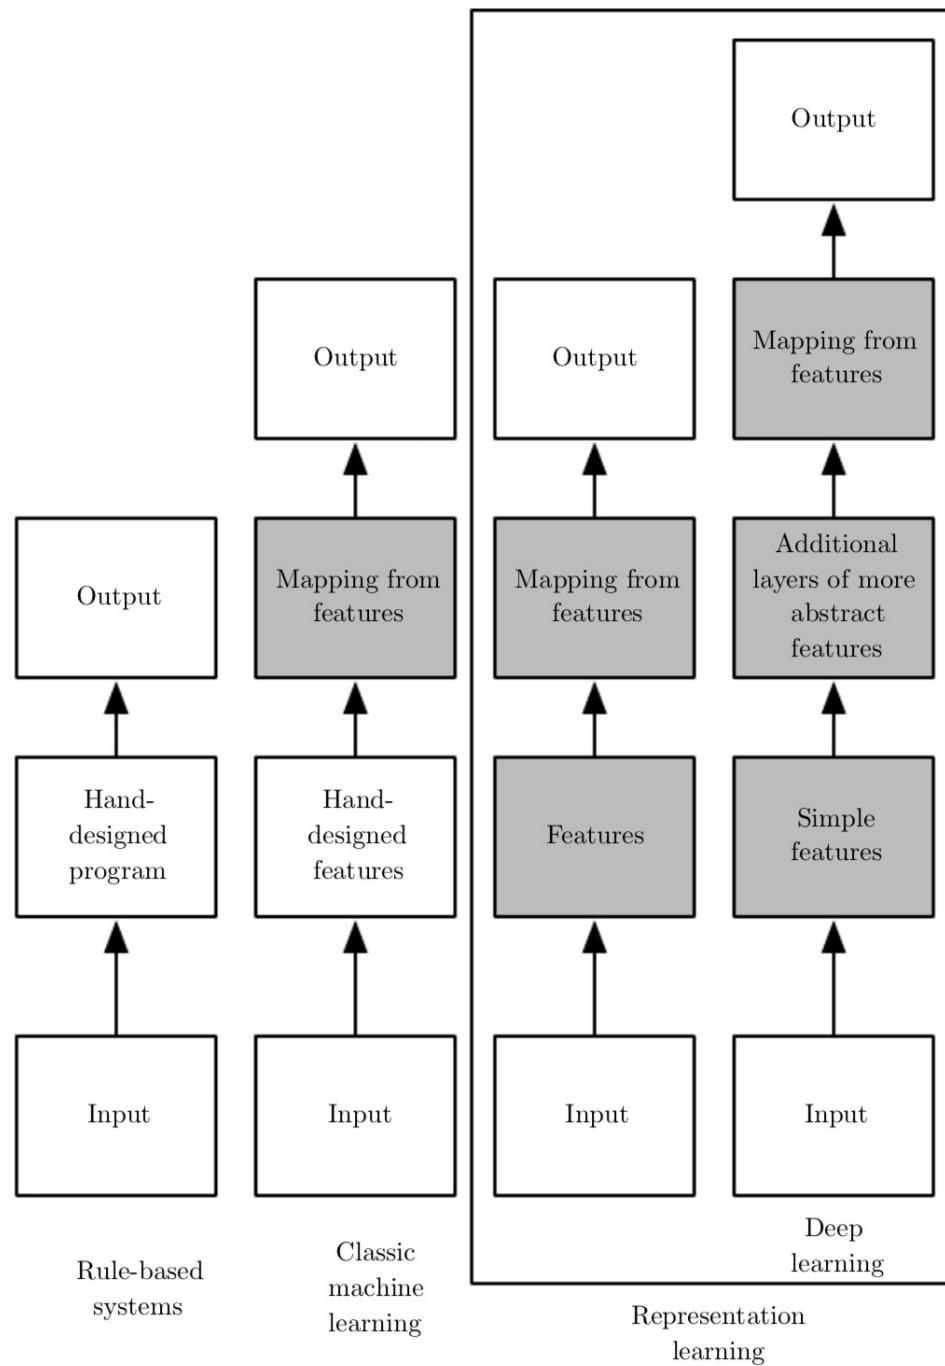 Output
Output
Output
Mapping from
features
Output
Mapping from
features
Mapping from
features
Additional
layers of more
abstract
features
Hand-
designed
program
Hand-
designed
features
Features
Simple
features
Input
Input
Input
Input
Rule-based
systems
Classic
machine
learning
Deep
learning
Representation
learning